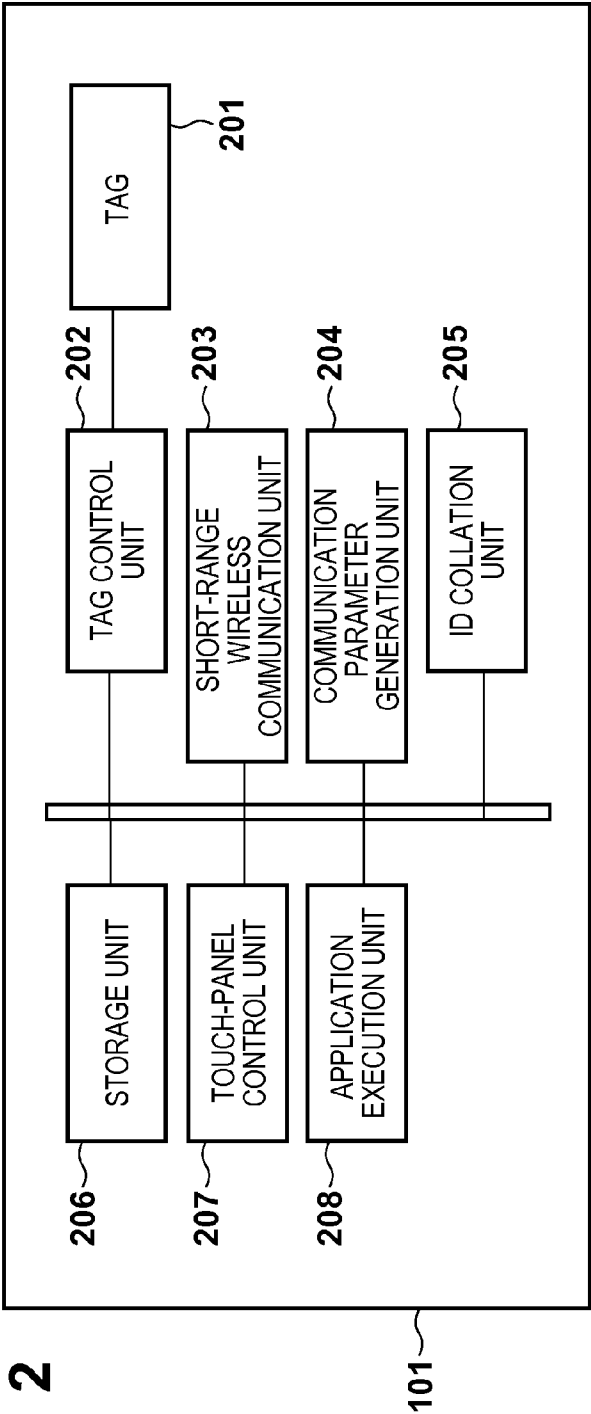 2
101
206
STORAGE UNIT
207
TOUCH-PANEL
CONTROL UNIT
208
APPLICATION
EXECUTION UNIT
202
TAG CONTROL
UNIT
203
SHORT-RANGE
WIRELESS
COMMUNICATION UNIT
204
COMMUNICATION
PARAMETER
GENERATION UNIT
205
ID COLLATION
UNIT
TAG
201